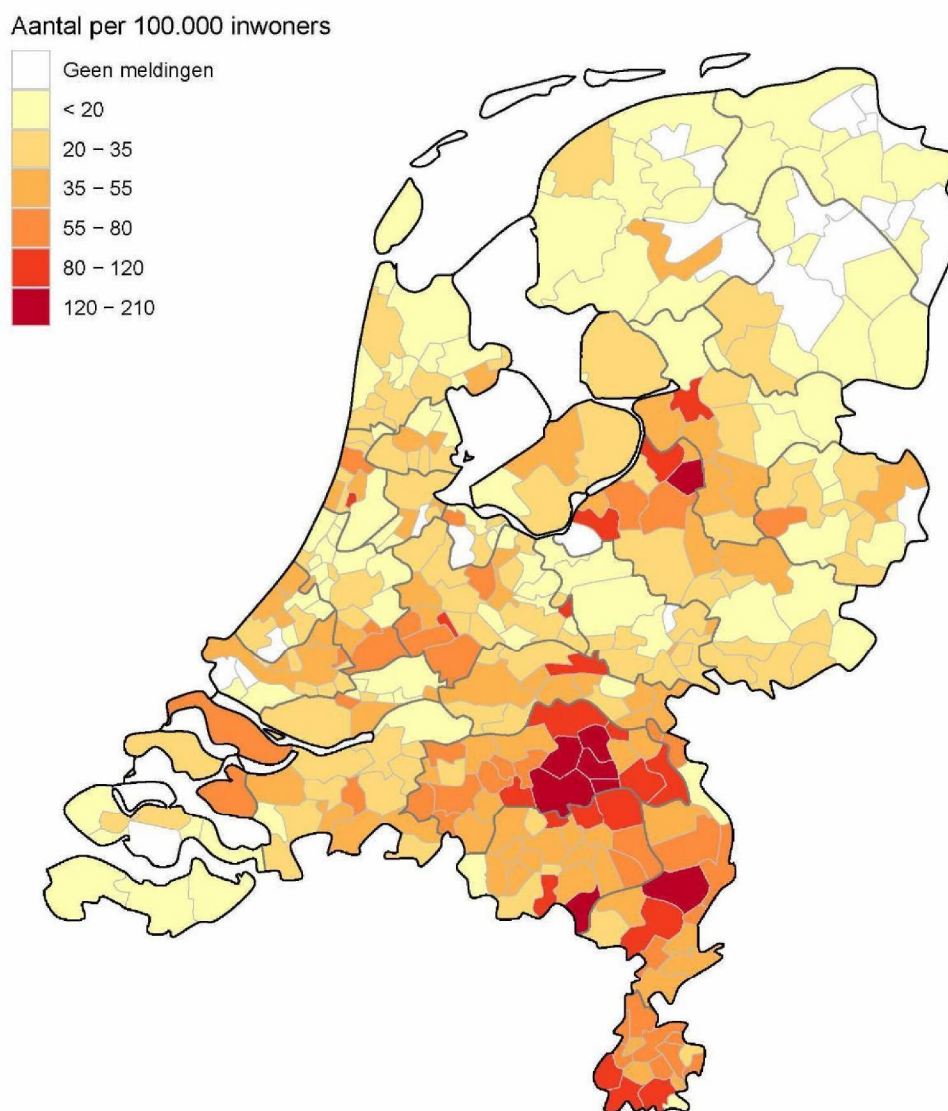 Aantal per 100.000 inwoners
Geen meldingen
< 20
20 – 35
35 – 55
55 – 80
80 – 120
120 – 210